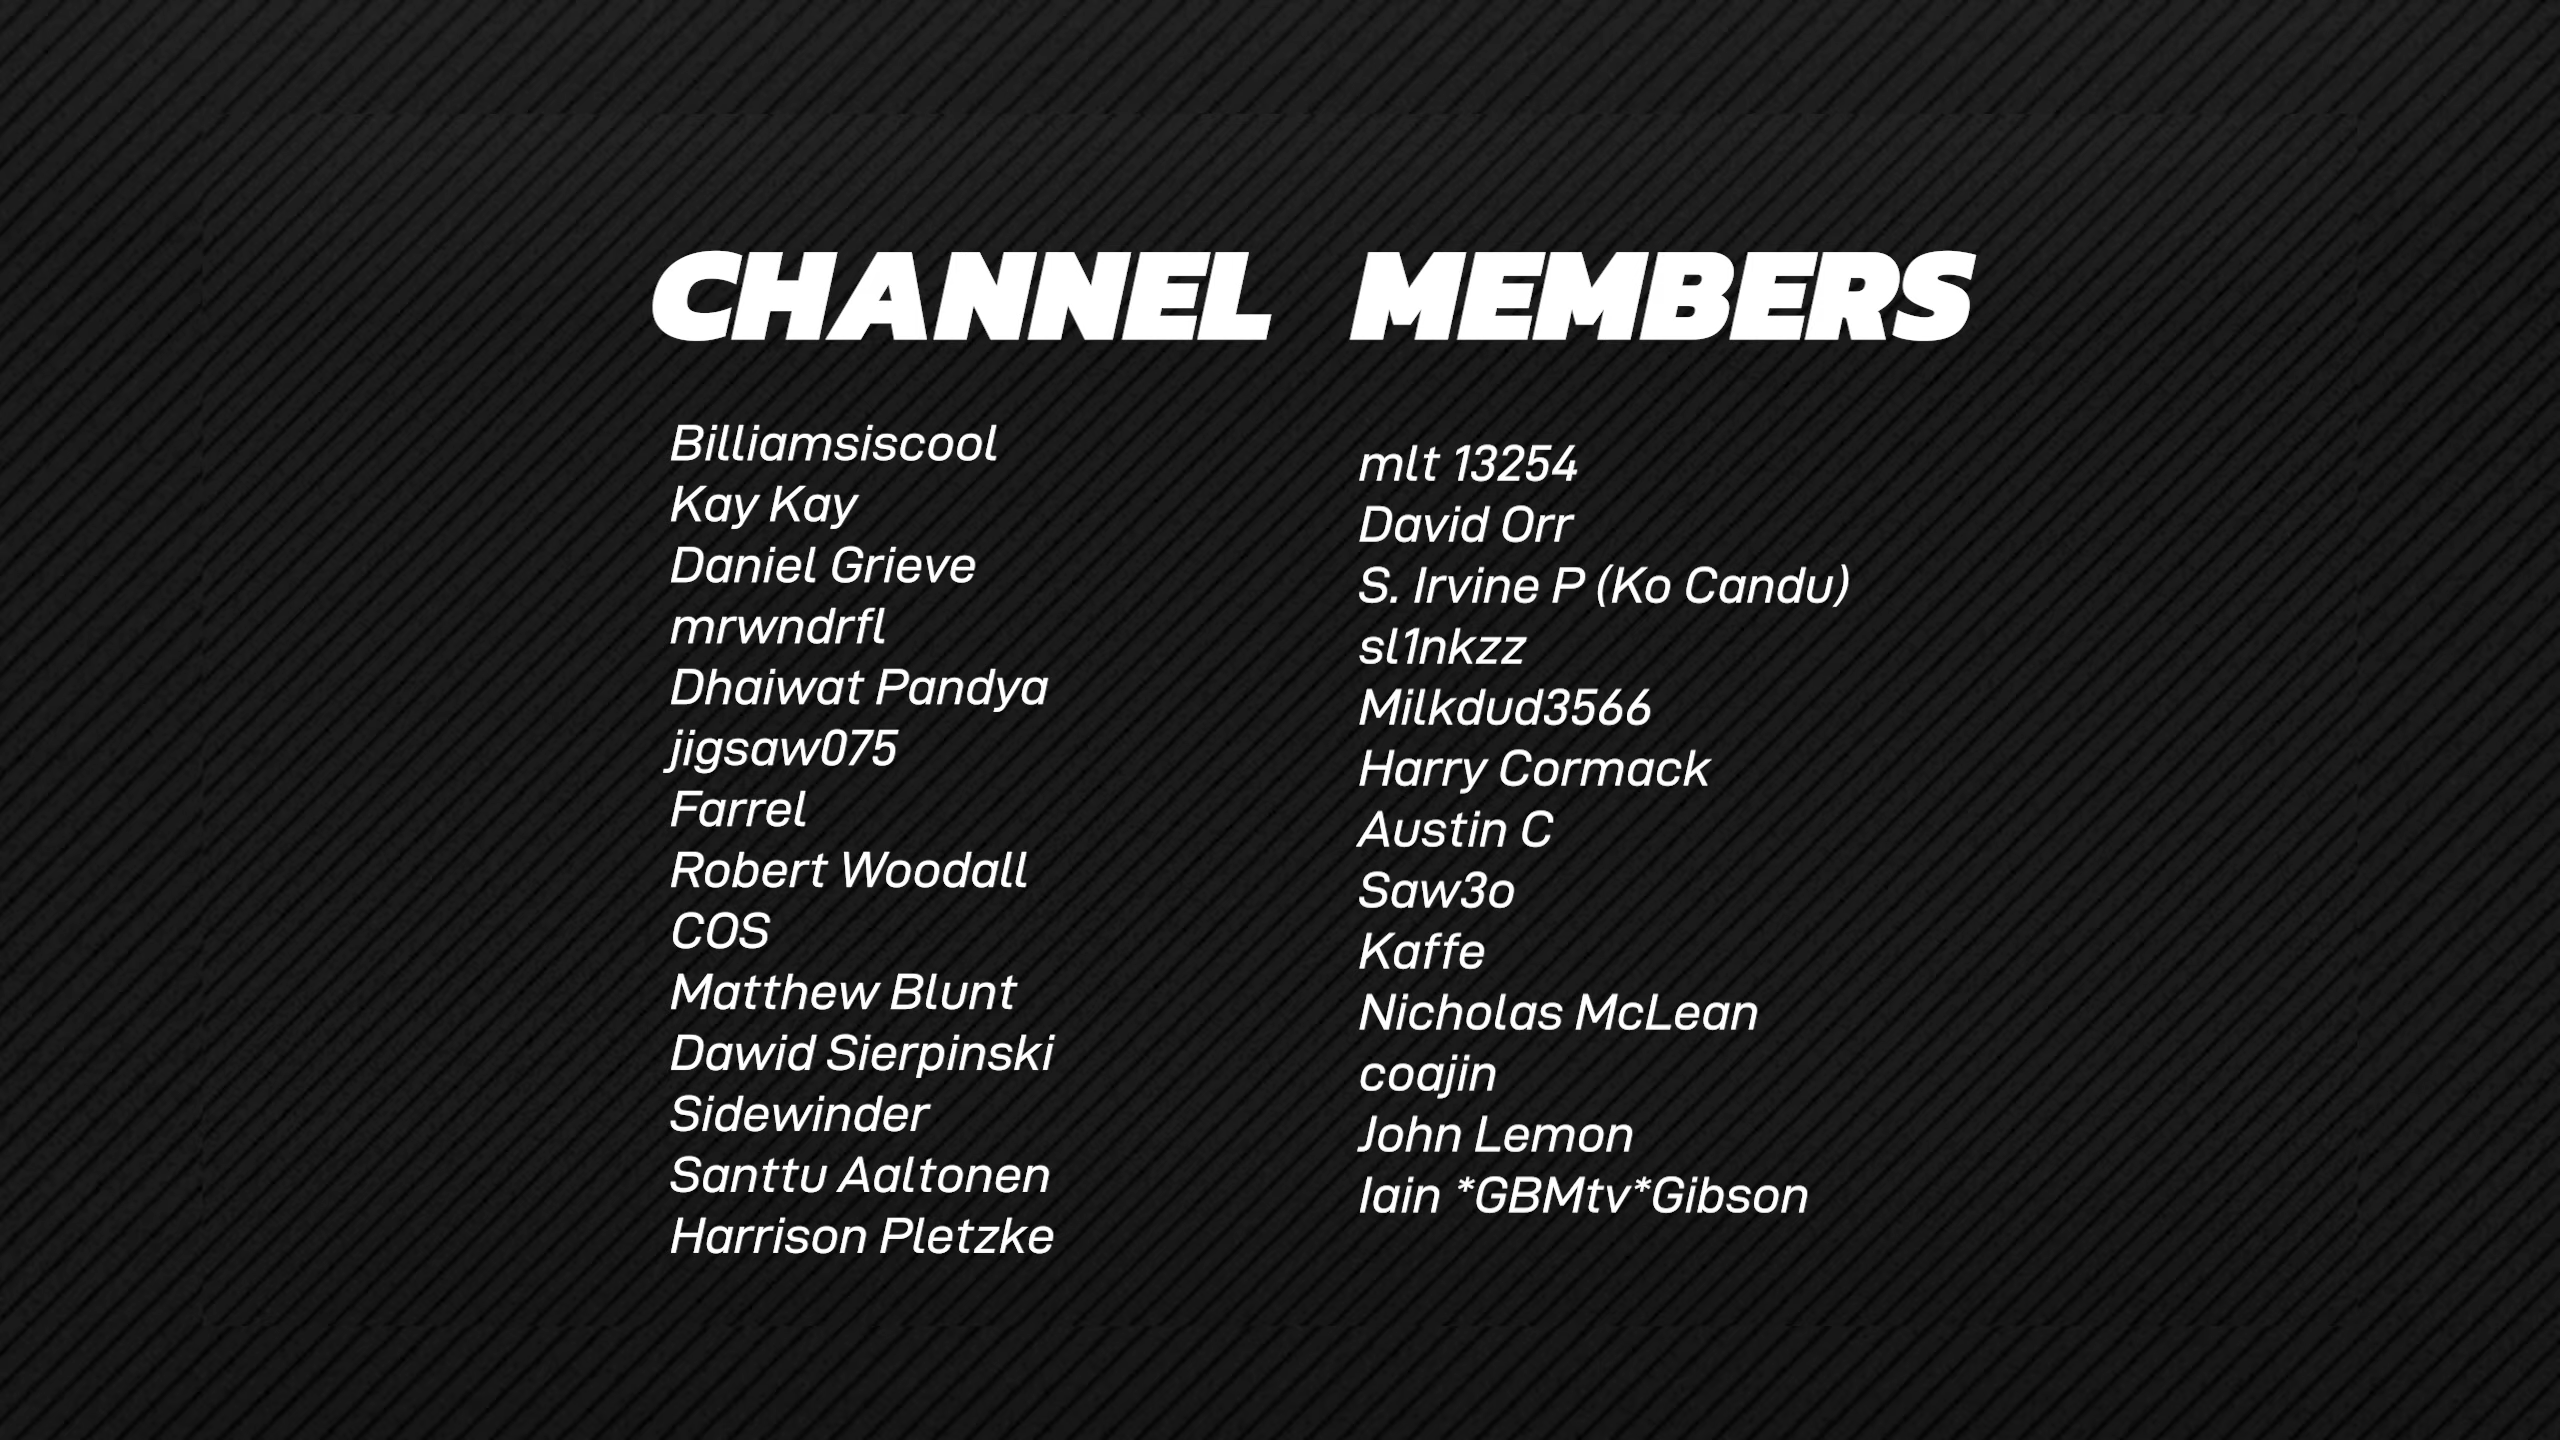 CHANNEL MEMBERS
Billiamsiscool
Kay Kay
Daniel Grieve
mrwndrfl
Dhaiwat Pandya
jigsaw075
Farrel
Robert Woodall
COS
Matthew Blunt
Dawid Sierpinski
Sidewinder
Santtu Aaltonen
Harrison Pletzke
mlt 13254
David Orr
S. Irvine P (Ko Candu)
sl1nkzz
Milkdud3566
Harry Cormack
Austin C
Saw3o
Kaffe
Nicholas McLean
coajin
John Lemon
Iain *GBMtv*Gibson